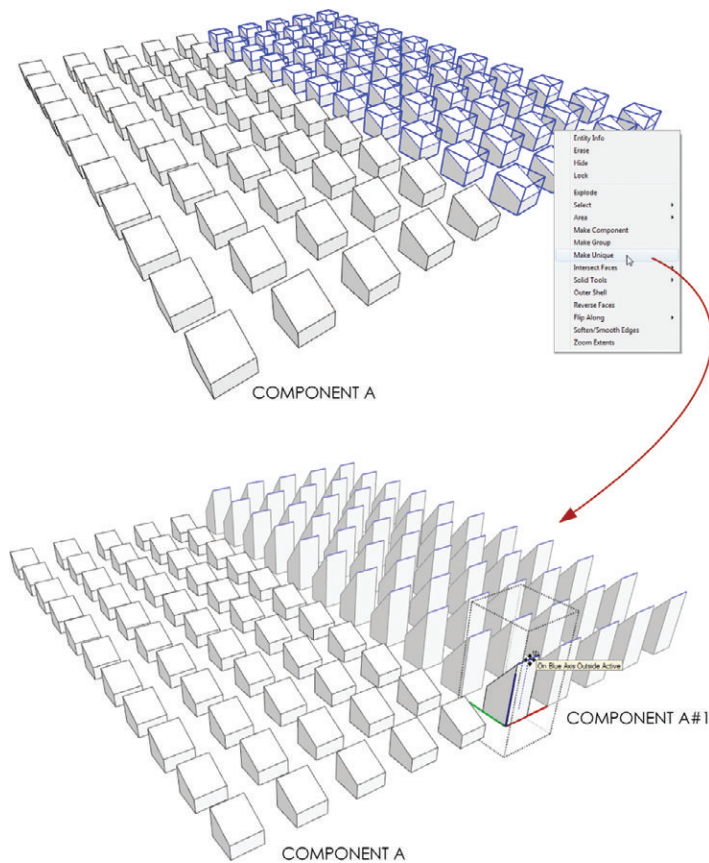 Entity Info
Erase
Hide
Lock
Explode
Select
Area
Make Component
Make Group
Make Unique
Intersect Faces
Solid Tools
Outer Shell
Reverse Faces
Flip Along
Soften/Smooth Edges
Zoom Extents
COMPONENT A
On Blue Axis Outside Active
COMPONENT A#1
COMPONENT A